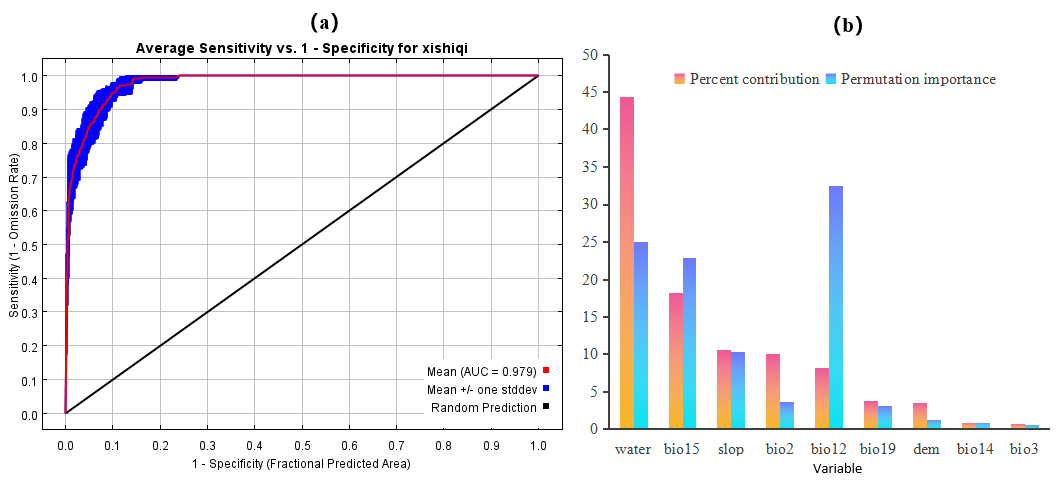 (a)
Average Sensitivity vs. 1 - Specificity for xishiqi
Sensitivity (1 - Omission Rate)
1.0
0.9
0.8
0.7
0.6
0.5
0.4
0.3
0.2
0.1
0.0
Mean (AUC = 0.979)
Mean +/- one stddev
Random Prediction
0.0 0.1 0.2 0.3 0.4 0.5 0.6 0.7 0.8 0.9 1.0
1 - Specificity (Fractional Predicted Area)
(b)
Percent contribution Permutation importance
50
45
40
35
30
25
20
15
10
5
0
water bio15 slop bio2 bio12 bio19 dem bio14 bio3
Variable